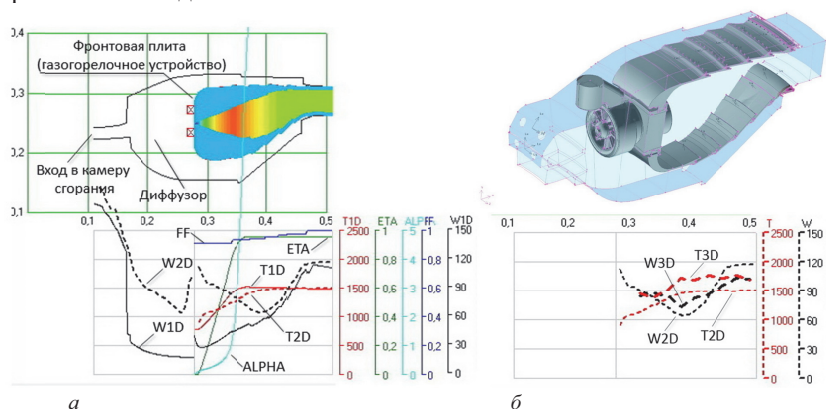 0,4
Фронтовая плита
(газогорелочное устройство)
0,3
0,2
Вход в камеру
сгорания
Диффузор
0,1
0,1 0,2 0,3 0,4 0,5
T1D ETA ALPHA FF W1D
FF
ETA
W2D
T1D
W1D
T2D
ALPHA
2500 1 5 1 150
2000 0,8 4 0,8 120
1500 0,6 3 0,6 90
1000 0,4 2 0,4 60
500 0,2 1 0,2 30
0 0 0 0 0
а
0,1 0,2 0,3 0,4 0,5
T W
W3D
T3D
W2D
T2D
2500 150
2000 120
1500 90
1000 60
500 30
0 0
б